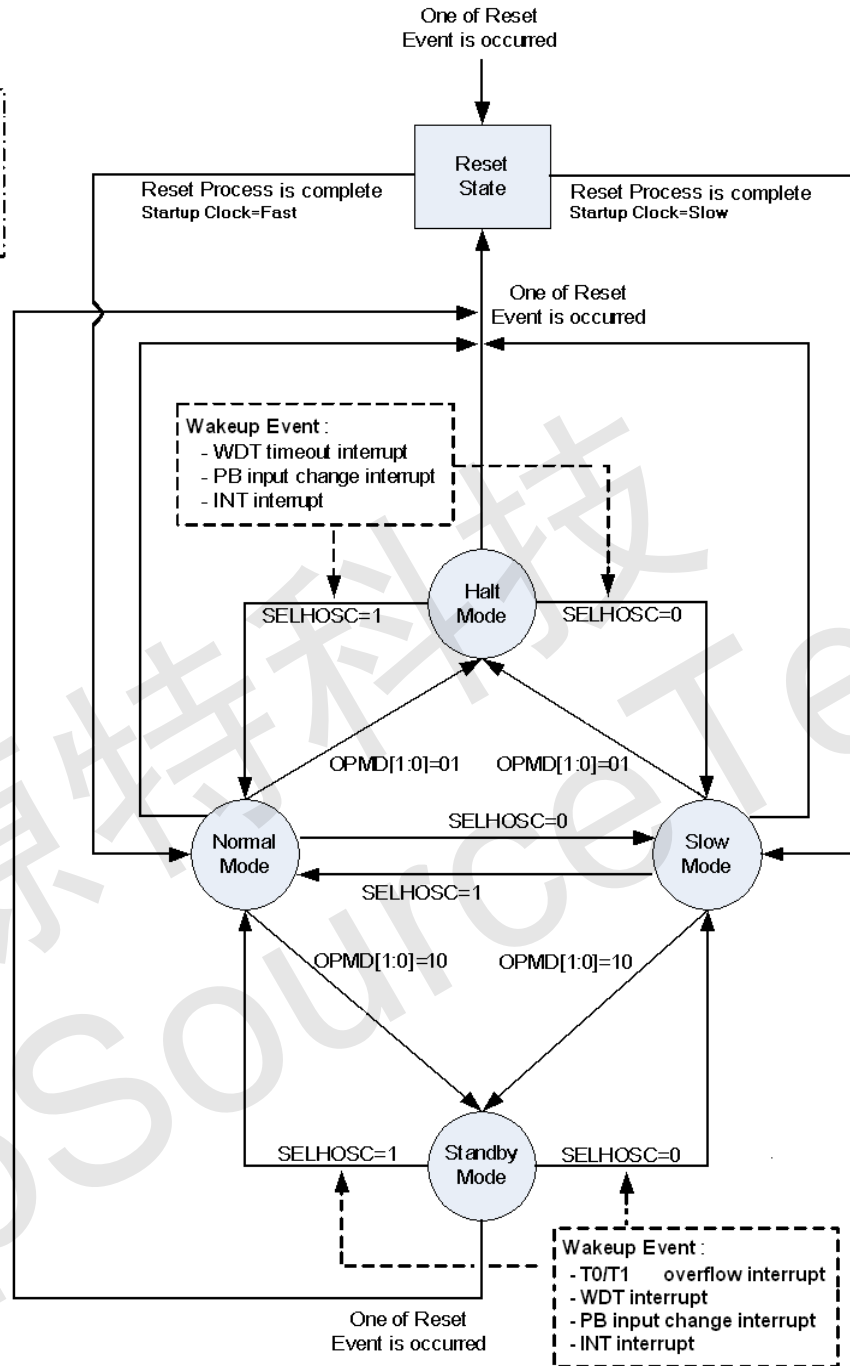 One of Reset
Event is occurred
Reset
State
Reset Process is complete
Startup Clock=Fast
Reset Process is complete
Startup Clock=Slow
One of Reset
Event is occurred
Wakeup Event :
- WDT timeout interrupt
- PB input change interrupt
- INT interrupt
Halt
Mode
SELHOSC=1
SELHOSC=0
OPMD[1:0]=01
OPMD[1:0]=01
Normal
Mode
SELHOSC=0
SELHOSC=1
Slow
Mode
OPMD[1:0]=10
OPMD[1:0]=10
SELHOSC=1
Standby
Mode
SELHOSC=0
Wakeup Event :
- T0/T1 overflow interrupt
- WDT interrupt
- PB input change interrupt
- INT interrupt
One of Reset
Event is occurred
源特科技
oSourceTe